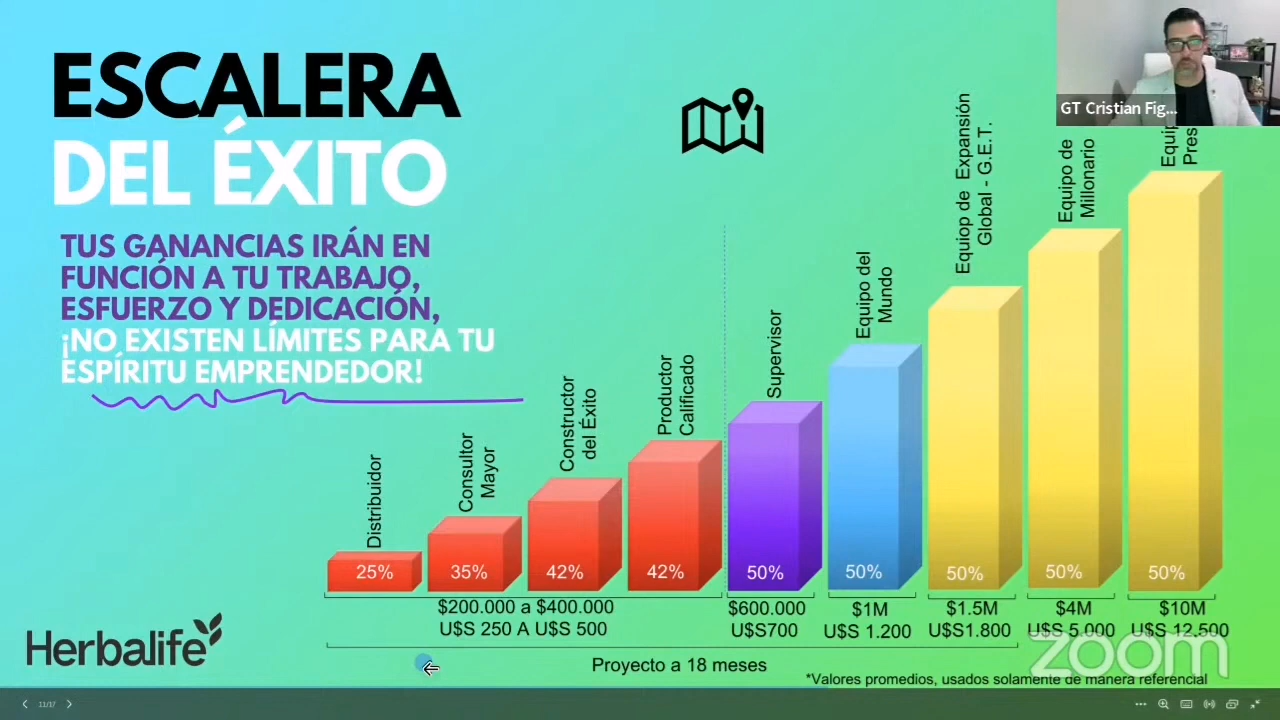 ESCALERA
DEL ÉXITO
TUS GANANCIAS IRÁN EN
FUNCIÓN A TU TRABAJO,
ESFUERZO Y DEDICACIÓN,
¡NO EXISTEN LÍMITES PARA TU
ESPÍRITU EMPRENDEDOR!
GT Cristian Fig...
Distribuidor
Consultor
Mayor
Constructor
del Éxito
Productor
Calificado
Supervisor
Equipo del
Mundo
Equiop de Expansión
Global - G.E.T.
Equipo de
Millonario
25%
35%
42%
42%
50%
50%
50%
50%
50%
$200.000 a $400.000
U$S 250 A U$S 500
$600.000
U$S700
$1M
U$S 1.200
$1.5M
U$S1.800
$4M
U$S 5.000
$10M
U$S 12.500
Proyecto a 18 meses
*Valores promedios, usados solamente de manera referencial
Herbalife
zoom
11/17